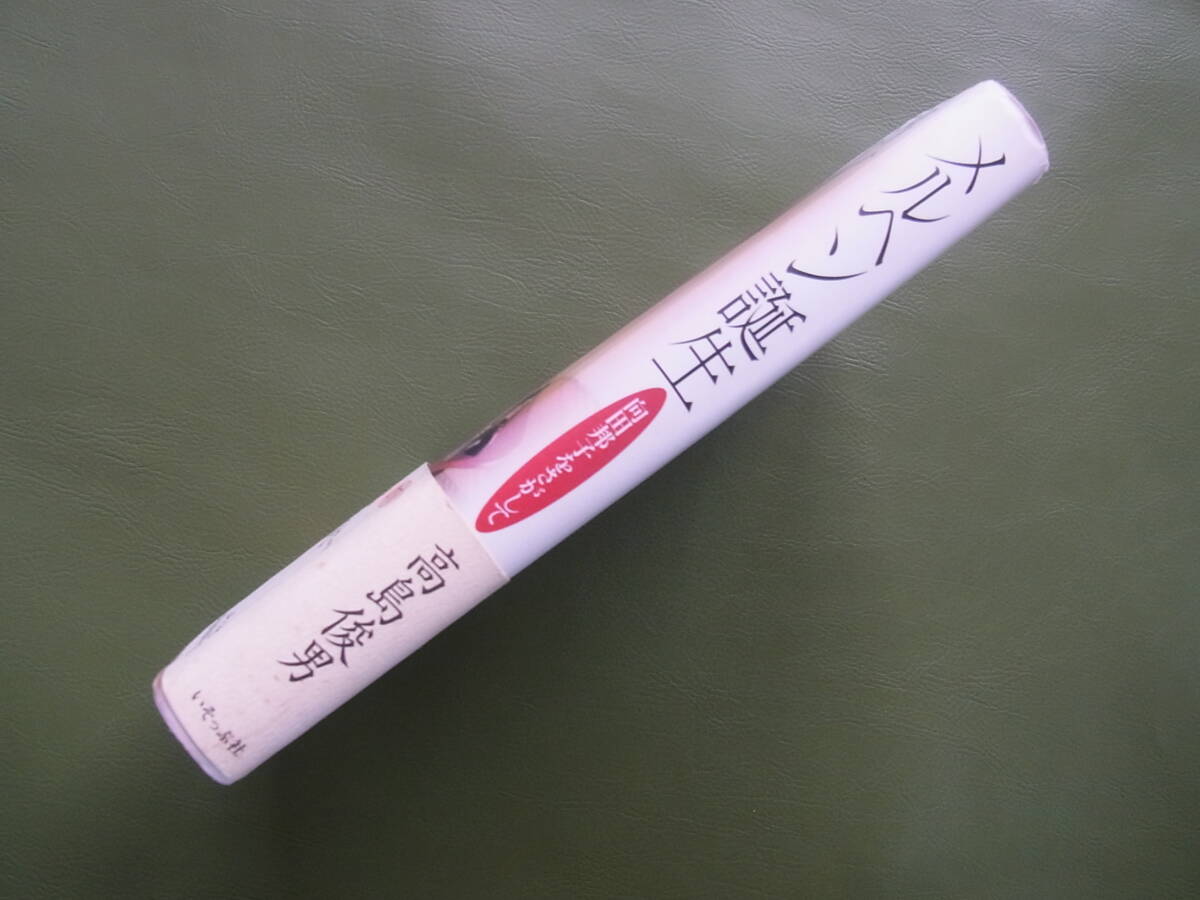 メルヘン誕生
向田邦子をさがして
高島俊男
いそっぷ社